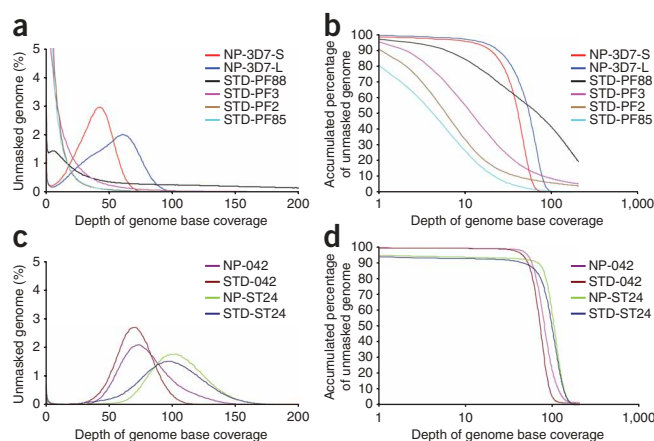 a
Unmasked genome (%)
5
4
3
2
1
0
0
50
100
150
200
Depth of genome base coverage
NP-3D7-S
NP-3D7-L
STD-PF88
STD-PF3
STD-PF2
STD-PF85
b
Accumulated percentage
of unmasked genome
100
90
80
70
60
50
40
30
20
10
0
1
10
100
1,000
Depth of genome base coverage
NP-3D7-S
NP-3D7-L
STD-PF88
STD-PF3
STD-PF2
STD-PF85
c
Unmasked genome (%)
5
4
3
2
1
0
0
50
100
150
200
Depth of genome base coverage
NP-042
STD-042
NP-ST24
STD-ST24
d
Accumulated percentage
of unmasked genome
100
90
80
70
60
50
40
30
20
10
0
1
10
100
1,000
Depth of genome base coverage
NP-042
STD-042
NP-ST24
STD-ST24